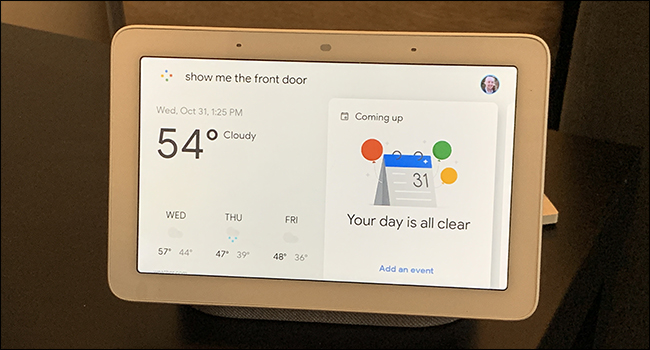 show me the front door
Wed, Oct 31, 1:25 PM
54° Cloudy
WED THU FRI
57° 44° 47° 39° 48° 36°
Coming up
31
Your day is all clear
Add an event